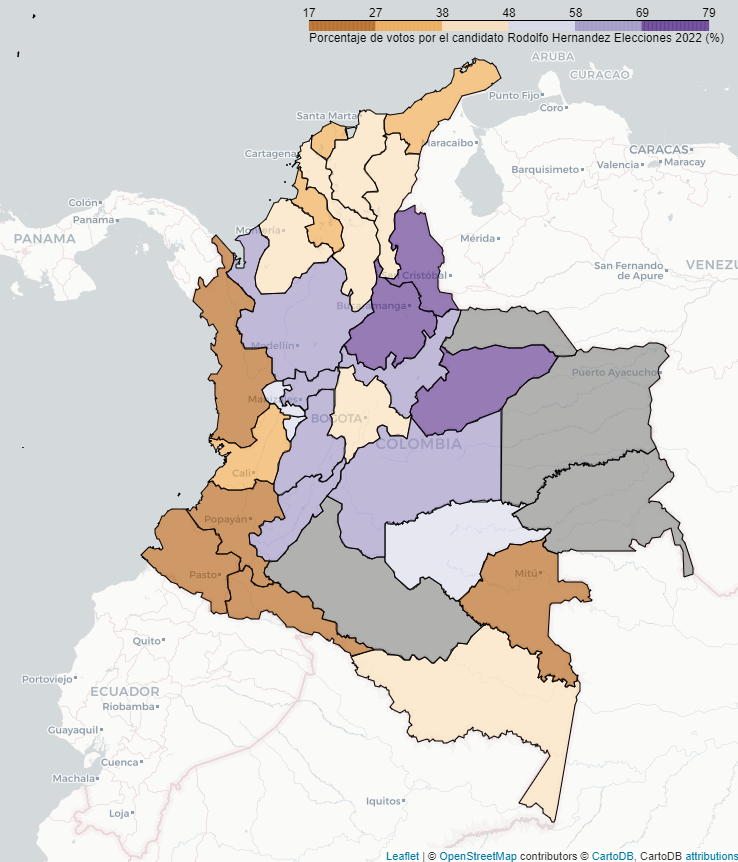 17 27 38 48 58 69 79
Porcentaje de votos por el candidato Rodolfo Hernandez Elecciones 2022 (%)
ARUBA
CURACAO
Punto Fijo
Coro
Santa Marta
Maracaibo
CARACAS
Cartagena
Valencia
Maracay
Barquisimeto
Colón
Panama
PANAMA
Montería
Mérida
San Fernando
de Apure
VENEZU
San Cristóbal
Bucaramanga
Medellín
Puerto Ayacucho
Manizales
BOGOTA
COLOMBIA
Cali
Popayán
Pasto
Mitú
Quito
Portoviejo
ECUADOR
Riobamba
Guayaquil
Cuenca
Machala
Iquitos
Loja
Leaflet | © OpenStreetMap contributors © CartoDB, CartoDB attributions